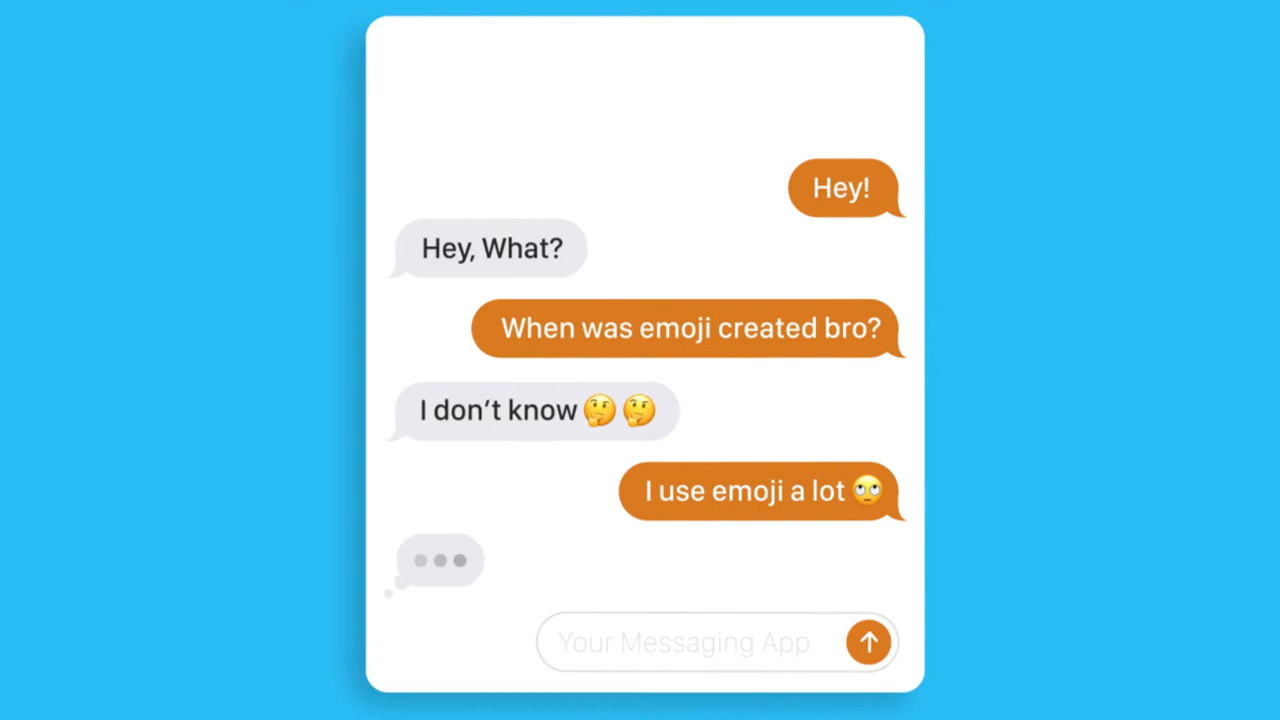 Hey!
Hey, What?
When was emoji created bro?
I don’t know 🤔 🤔
I use emoji a lot 🙄
Your Messaging App